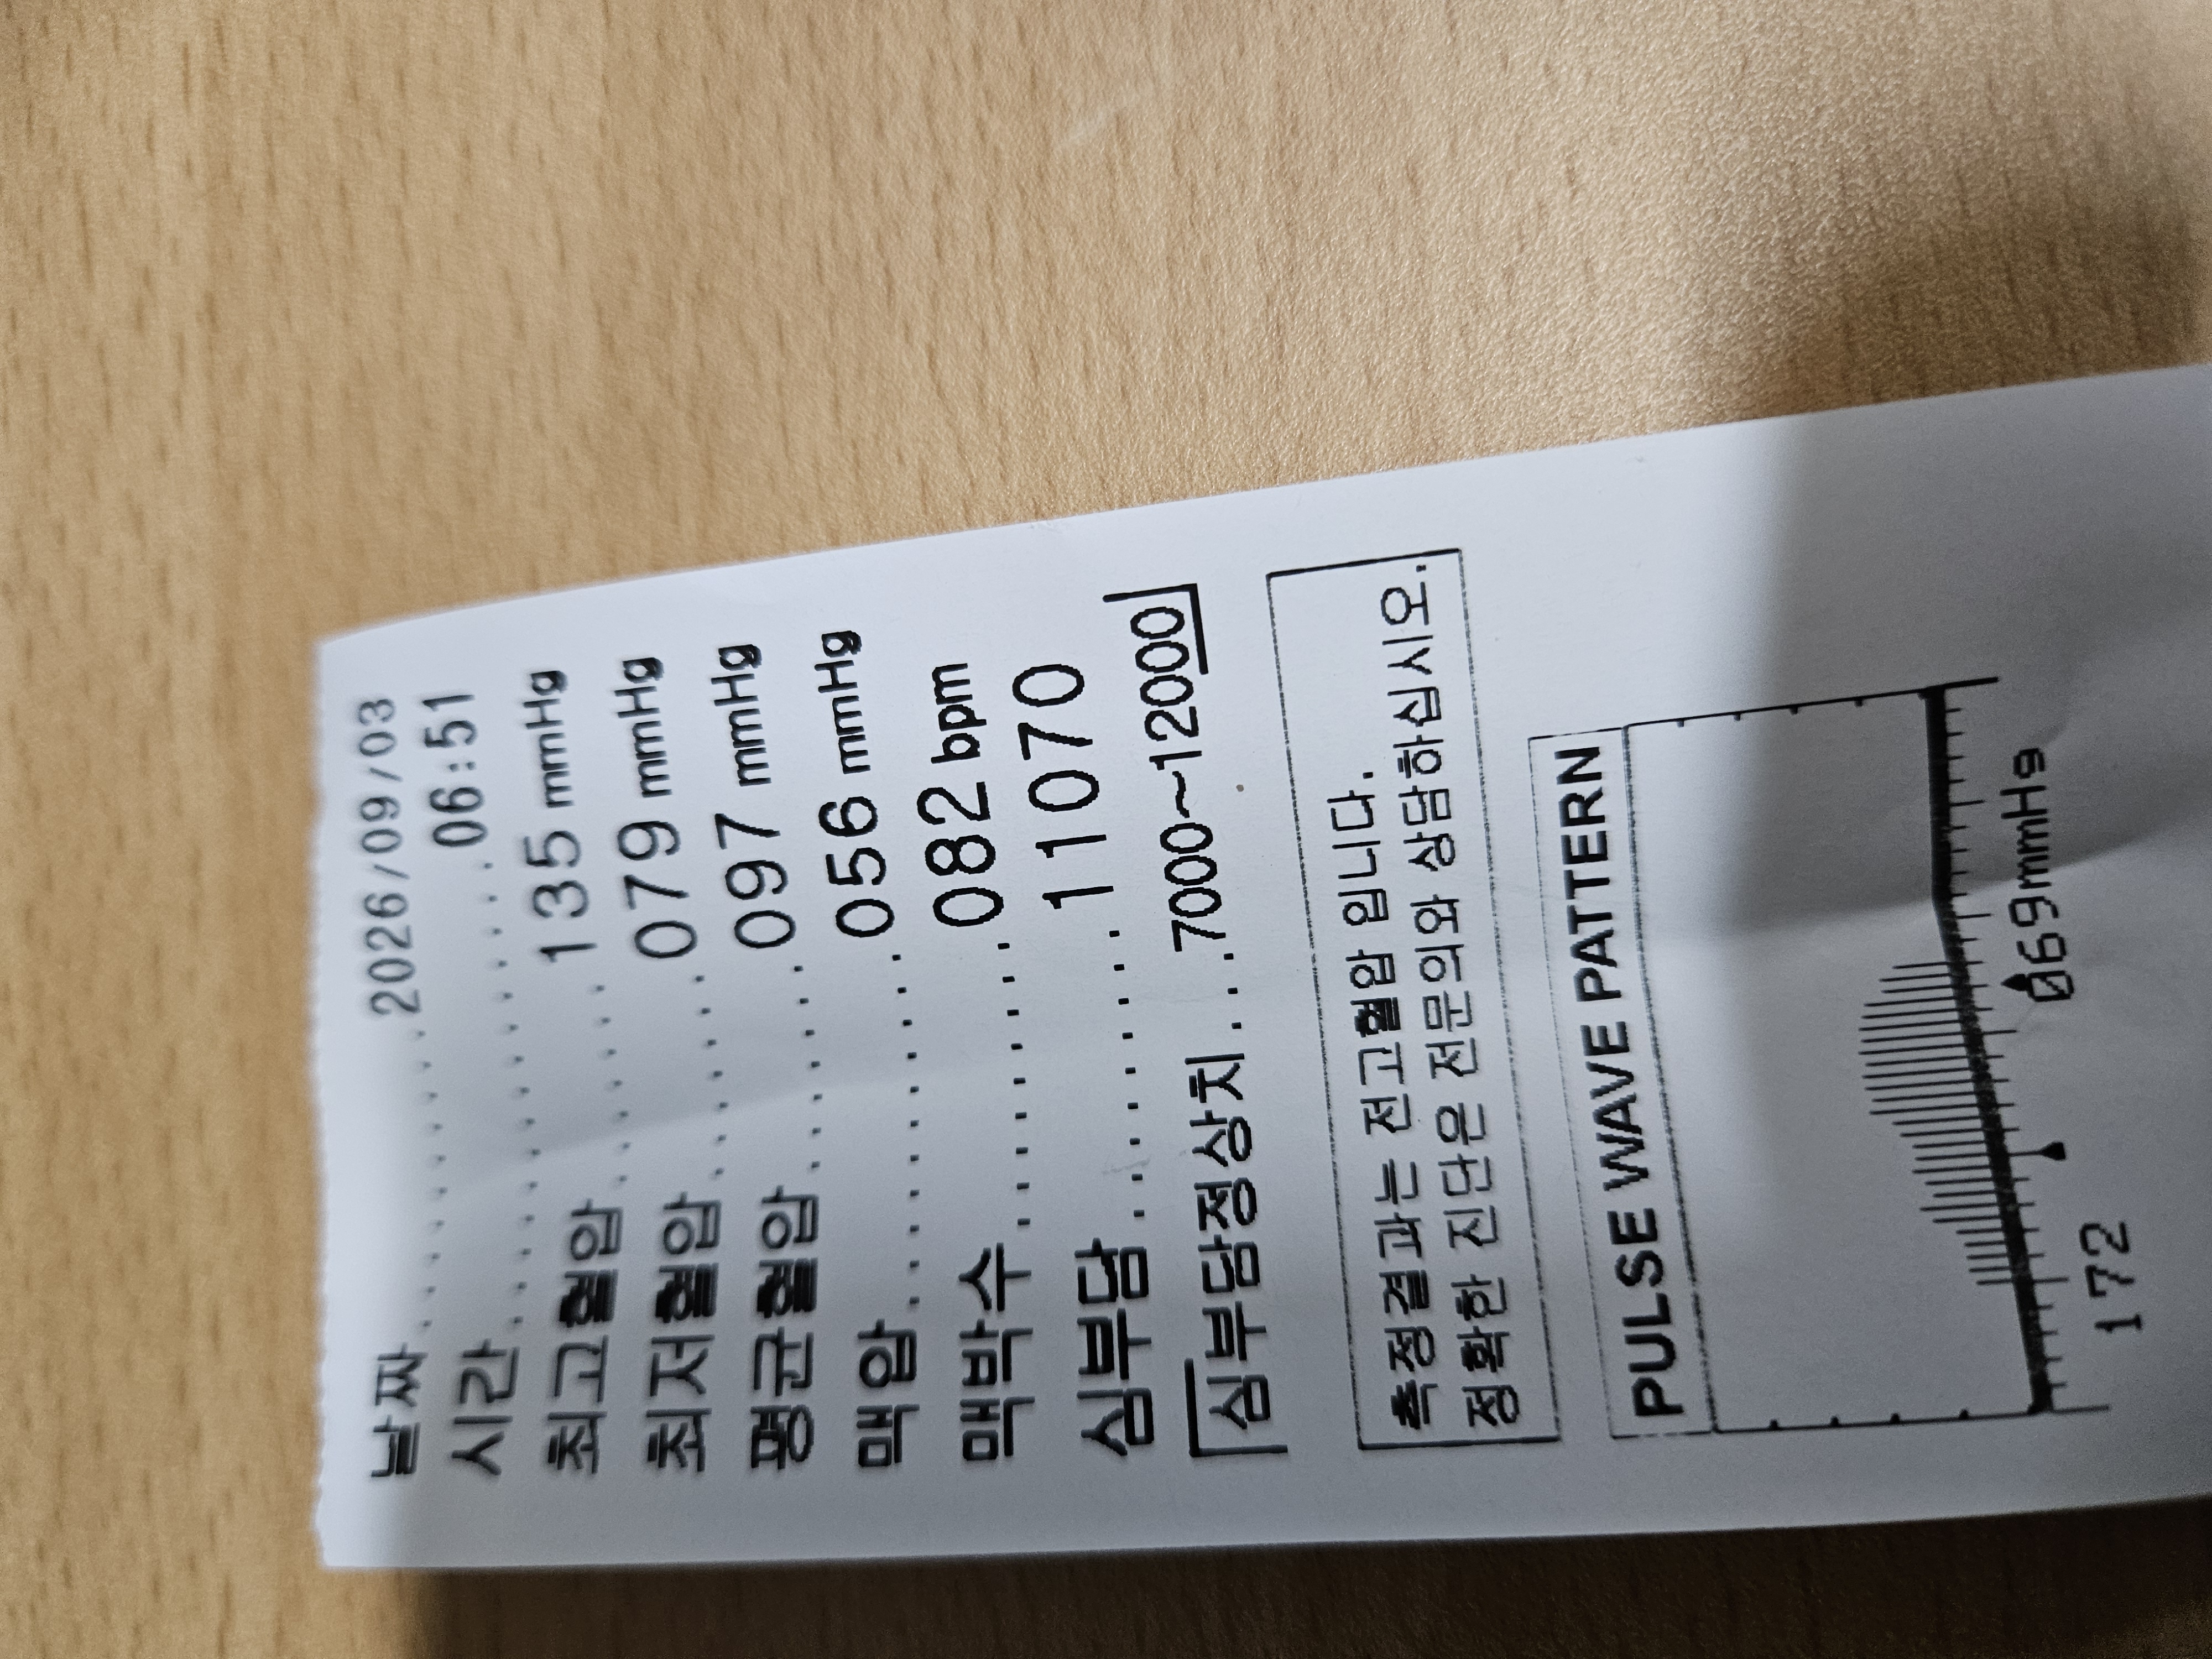 날짜............2026/09/03
시간................06:51
최고혈압.........135 mmHg
최저혈압.........079 mmHg
평균혈압.........097 mmHg
맥압..............056 mmHg
맥박수............082 bpm
심부담..........11070
심부담정상치...7000~12000
측정결과는 전고혈압 입니다.
정확한 진단은 전문의와 상담하십시오.
PULSE WAVE PATTERN
172 069mmHg